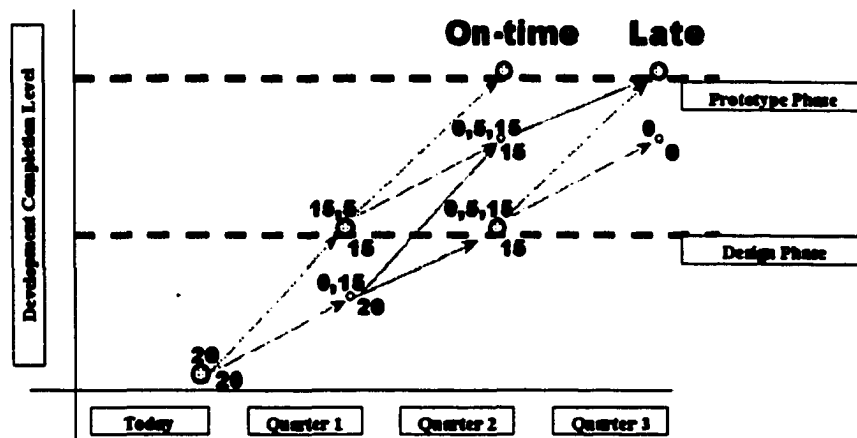 On-time Late
Prototype Phase
0,5,15
15
0
0
15,5
15
0,5,15
15
Design Phase
0,15
20
20
20
Development Completion Level
Today Quarter 1 Quarter 2 Quarter 3